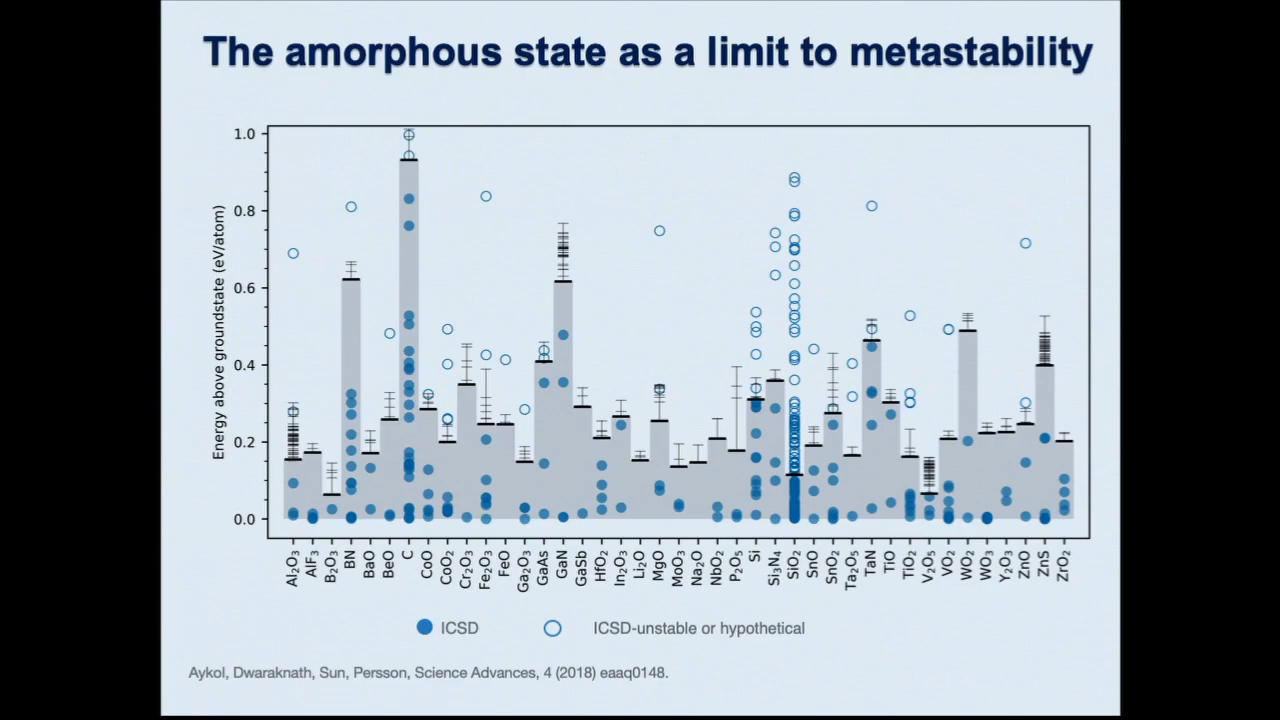 The amorphous state as a limit to metastability
1.0
0.8
0.6
0.4
0.2
0.0
Energy above groundstate (eV/atom)
Al₂O₃
AlF₃
B₂O₃
BN
BaO
BeO
C
CoO
CoO₂
Cr₂O₃
Fe₂O₃
FeO
Ga₂O₃
GaAs
GaN
GaSb
HfO₂
In₂O₃
Li₂O
MgO
MoO₃
Na₂O
NbO₂
P₂O₅
Si
Si₃N₄
SiO₂
SnO
SnO₂
Ta₂O₅
TaN
TiO
TiO₂
V₂O₅
VO₂
WO₂
WO₃
Y₂O₃
ZnO
ZnS
ZrO₂
ICSD
ICSD-unstable or hypothetical
Aykol, Dwaraknath, Sun, Persson, Science Advances, 4 (2018) eaaq0148.